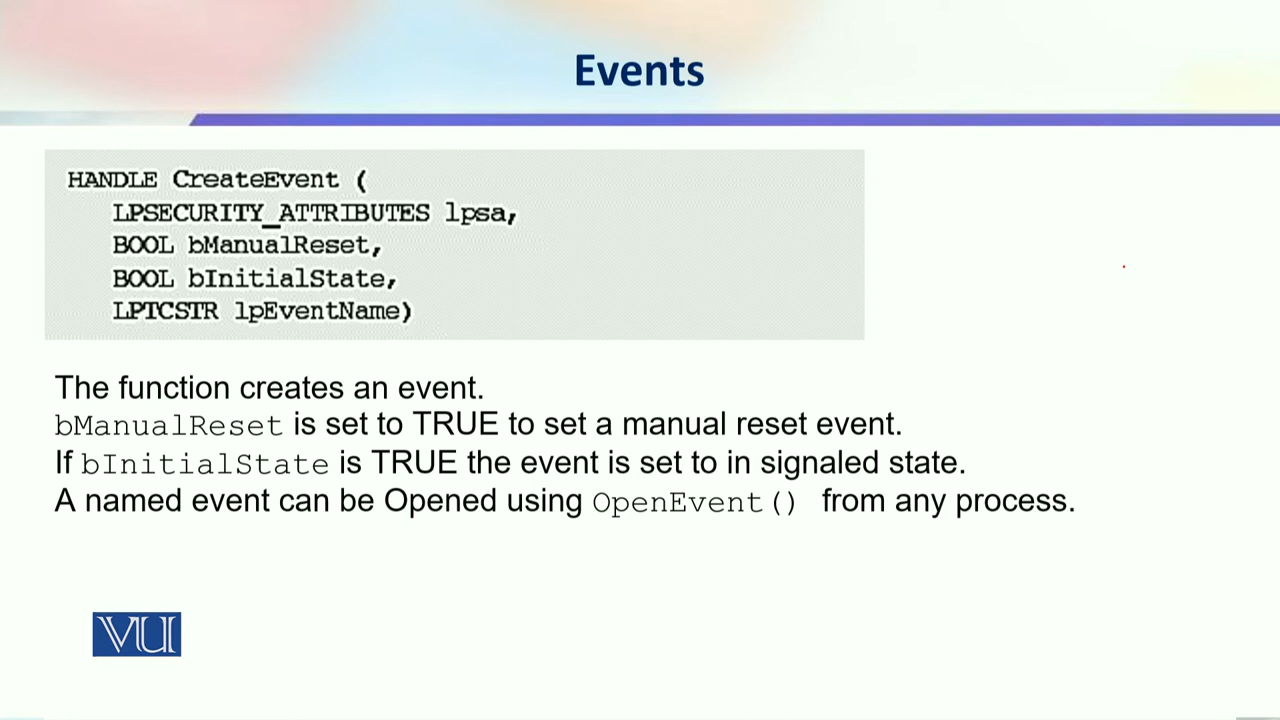 Events
HANDLE CreateEvent (
LPSECURITY_ATTRIBUTES lpsa,
BOOL bManualReset,
BOOL bInitialState,
LPTCSTR lpEventName)
The function creates an event.
bManualReset is set to TRUE to set a manual reset event.
If bInitialState is TRUE the event is set to in signaled state.
A named event can be Opened using OpenEvent() from any process.
VU